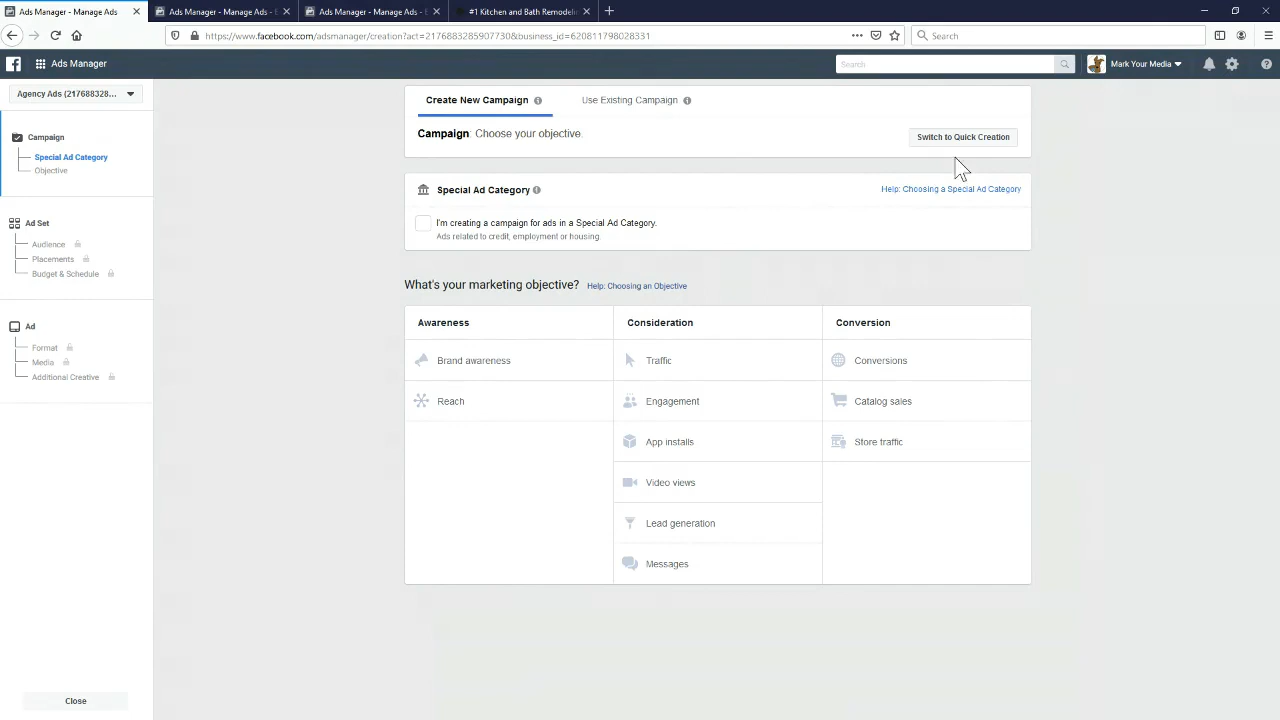 Ads Manager - Manage Ads
Ads Manager - Manage Ads - E
Ads Manager - Manage Ads - E
#1 Kitchen and Bath Remodelin
https://www.facebook.com/adsmanager/creation?act=2176883285907730&business_id=620811798028331
Search
Ads Manager
Search
Mark Your Media
Agency Ads (217688328...
Campaign
Special Ad Category
Objective
Ad Set
Audience
Placements
Budget & Schedule
Ad
Format
Media
Additional Creative
Close
Create New Campaign
Use Existing Campaign
Campaign: Choose your objective.
Switch to Quick Creation
Special Ad Category
Help: Choosing a Special Ad Category
I'm creating a campaign for ads in a Special Ad Category.
Ads related to credit, employment or housing.
What's your marketing objective? Help: Choosing an Objective
Awareness
Consideration
Conversion
Brand awareness
Traffic
Conversions
Reach
Engagement
Catalog sales
App installs
Store traffic
Video views
Lead generation
Messages